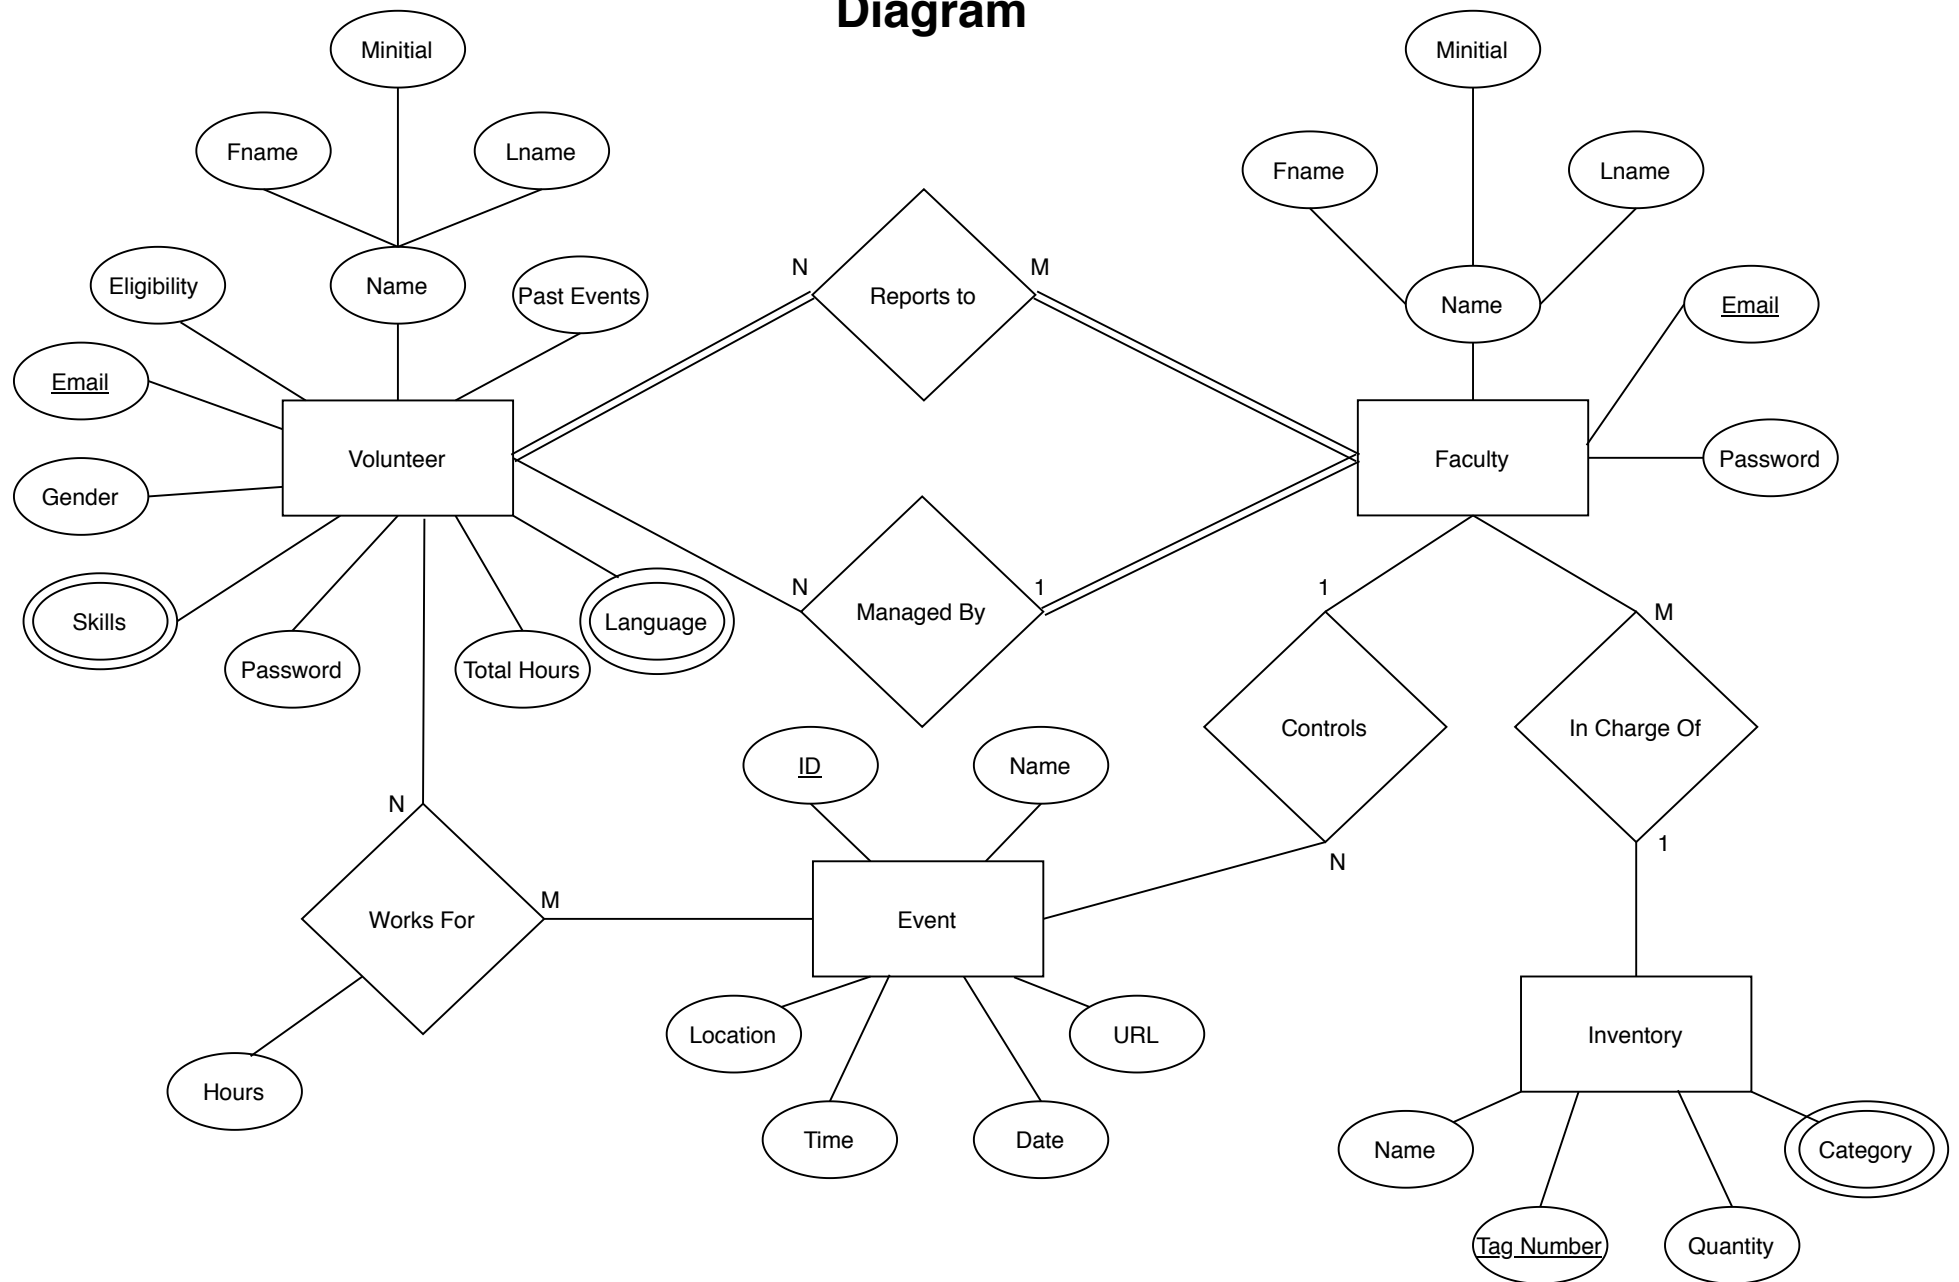 Diagram
Minitial
Minitial
Fname
Lname
Fname
Lname
Eligibility
Name
Past Events
N
Reports to
M
Name
Email
Email
Volunteer
Faculty
Password
Gender
Skills
Password
Total Hours
Language
N
Managed By
1
1
M
Controls
In Charge Of
N
1
ID
Name
N
Works For
M
Event
Hours
Location
URL
Time
Date
Inventory
Name
Category
Tag Number
Quantity